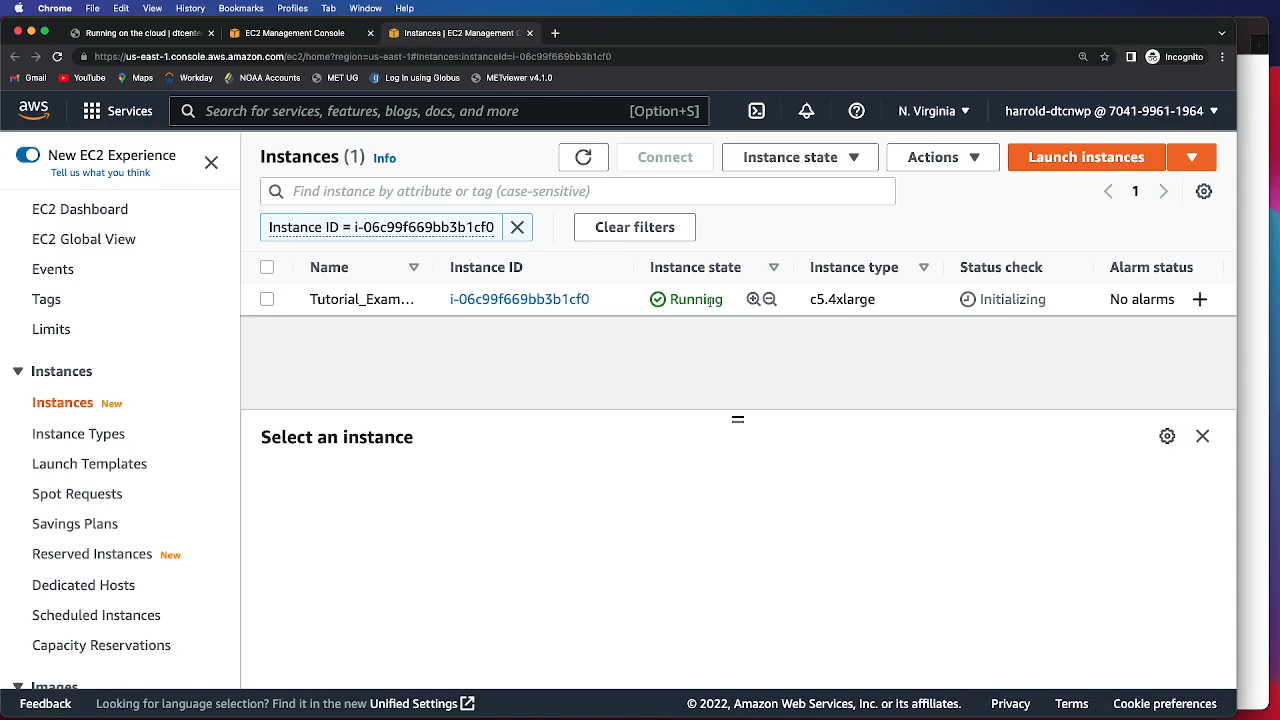 Chrome File Edit View History Bookmarks Profiles Tab Window Help
Running on the cloud | dtcente
EC2 Management Console
Instances | EC2 Management C
https://us-east-1.console.aws.amazon.com/ec2/home?region=us-east-1#Instances:instanceId=i-06c99f669bb3b1cf0
Incognito
Gmail YouTube Maps Workday NOAA Accounts MET UG Log In using Globus METviewer v4.1.0
aws Services Search for services, features, blogs, docs, and more [Option+S] N. Virginia harrold-dtcnwp @ 7041-9961-1964
New EC2 Experience
Tell us what you think
EC2 Dashboard
EC2 Global View
Events
Tags
Limits
Instances
Instances New
Instance Types
Launch Templates
Spot Requests
Savings Plans
Reserved Instances New
Dedicated Hosts
Scheduled Instances
Capacity Reservations
Images
Instances (1) Info
Connect Instance state Actions Launch instances
Find instance by attribute or tag (case-sensitive)
1
Instance ID = i-06c99f669bb3b1cf0
Clear filters
Name Instance ID Instance state Instance type Status check Alarm status
Tutorial_Exam... i-06c99f669bb3b1cf0 Running c5.4xlarge Initializing No alarms
Select an instance
Feedback Looking for language selection? Find it in the new Unified Settings © 2022, Amazon Web Services, Inc. or its affiliates. Privacy Terms Cookie preferences